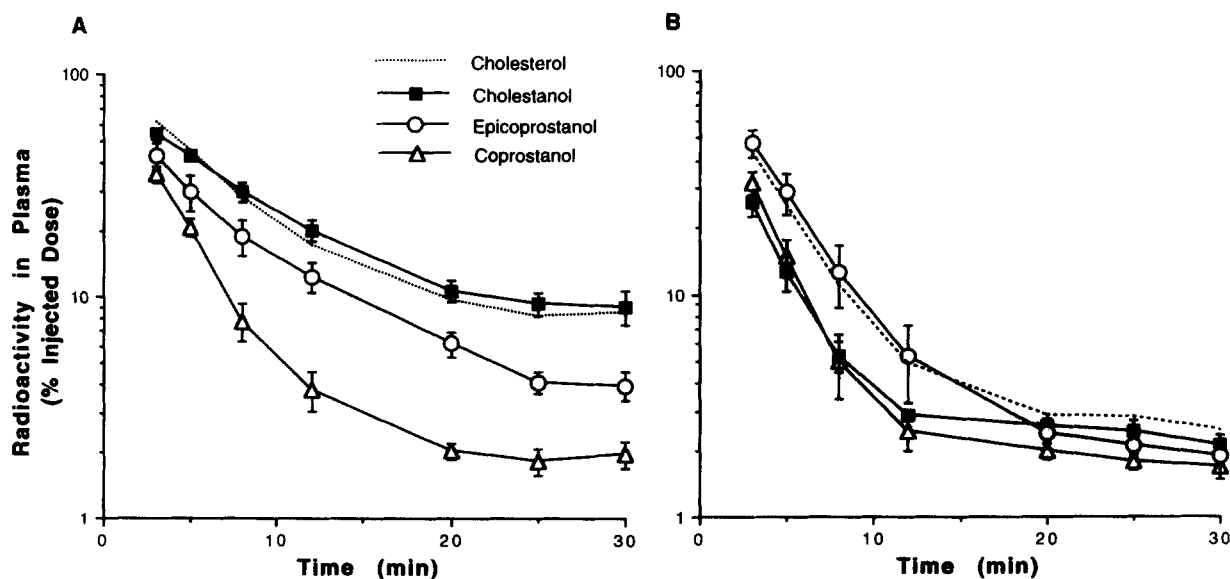 A
B
Cholesterol
Cholestanol
Epicoprostanol
Coprostanol
Radioactivity in Plasma
(% Injected Dose)
100
10
1
0
10
20
30
Time (min)
100
10
1
0
10
20
30
Time (min)